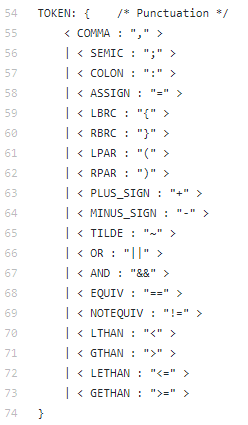 54 TOKEN: { /* Punctuation */
55 < COMMA : "," >
56 | < SEMIC : ";" >
57 | < COLON : ":" >
58 | < ASSIGN : "=" >
59 | < LBRC : "{" >
60 | < RBRC : "}" >
61 | < LPAR : "(" >
62 | < RPAR : ")" >
63 | < PLUS_SIGN : "+" >
64 | < MINUS_SIGN : "-" >
65 | < TILDE : "~" >
66 | < OR : "||" >
67 | < AND : "&&" >
68 | < EQUIV : "==" >
69 | < NOTEQUIV : "!=" >
70 | < LTHAN : "<" >
71 | < GTHAN : ">" >
72 | < LETHAN : "<=" >
73 | < GETHAN : ">=" >
74 }